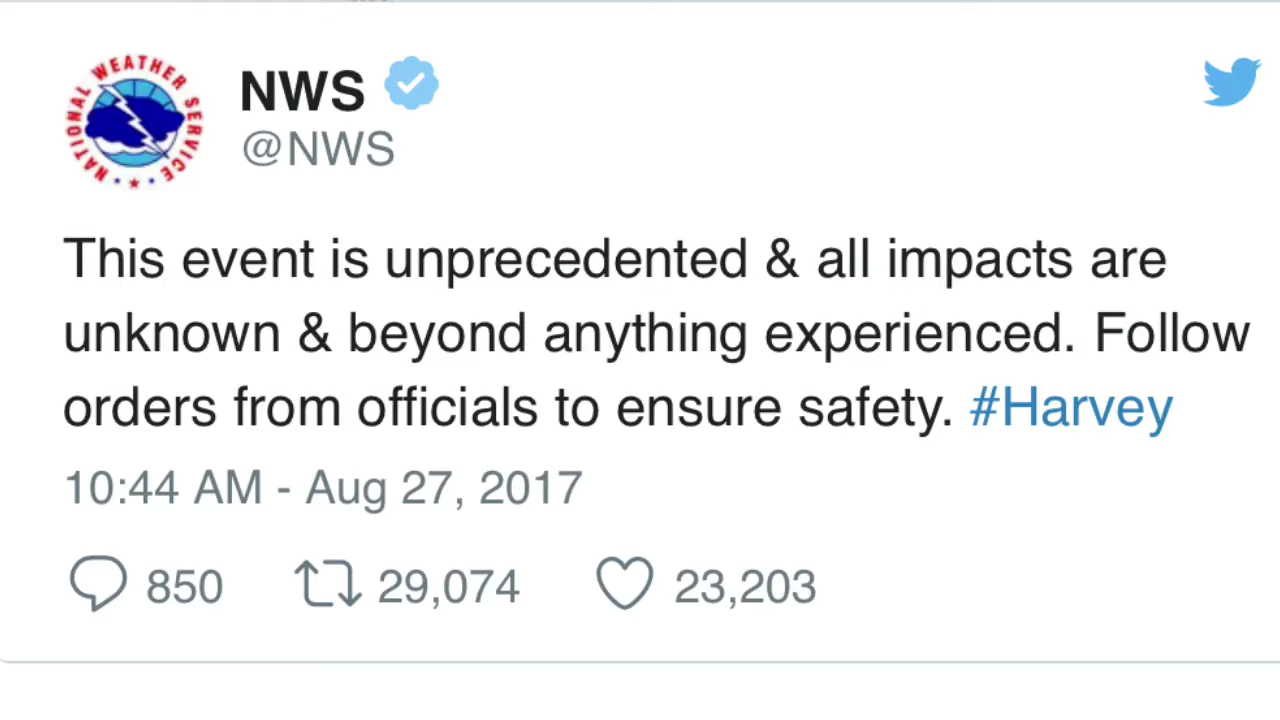 NATIONAL WEATHER SERVICE
NWS
@NWS
This event is unprecedented & all impacts are
unknown & beyond anything experienced. Follow
orders from officials to ensure safety. #Harvey
10:44 AM - Aug 27, 2017
850 29,074 23,203